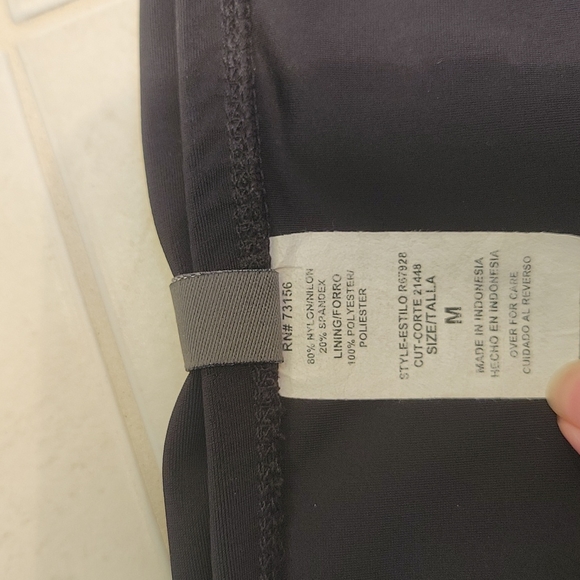 RN# 73156
80% NYLON/NILON
20% SPANDEX
LINING/FORRO
100% POLYESTER/
POLIESTER
STYLE-ESTILO R67928
CUT-CORTE 21448
SIZE/TALLA
M
MADE IN INDONESIA
HECHO EN INDONESIA
OVER FOR CARE
CUIDADO AL REVERSO